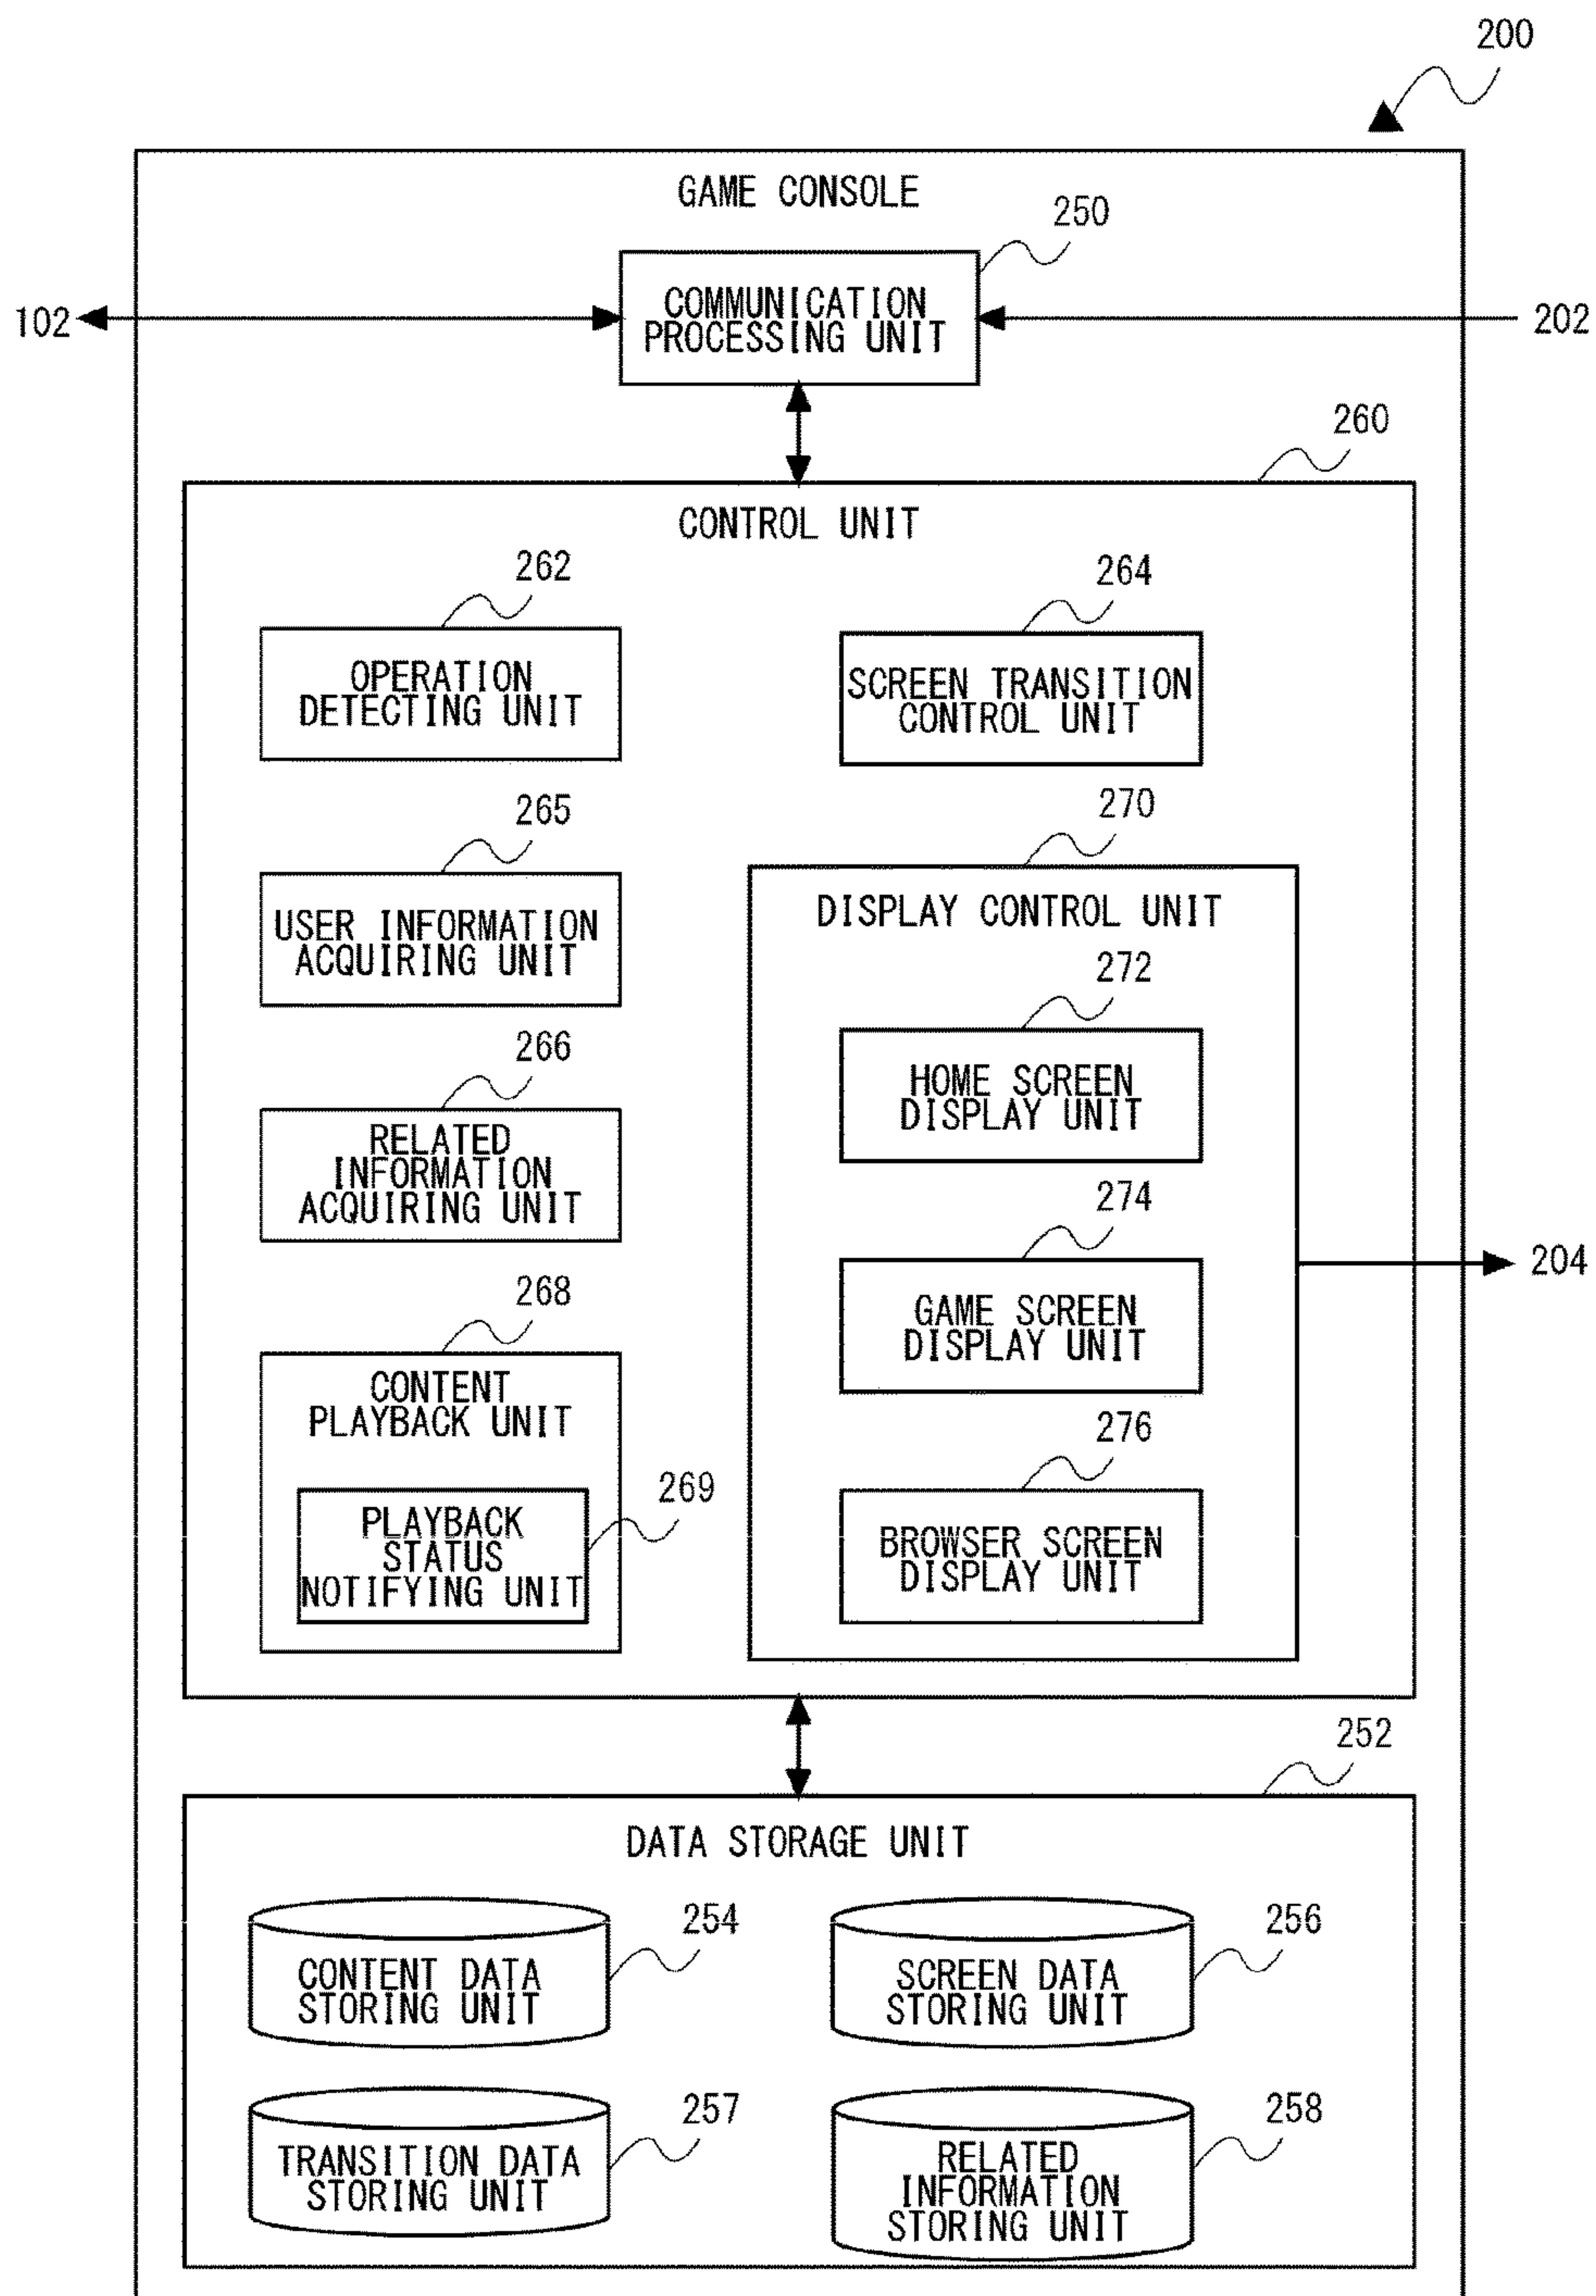 200
GAME CONSOLE
250
COMMUNICATION
PROCESSING UNIT
102
202
260
CONTROL UNIT
262
OPERATION
DETECTING UNIT
264
SCREEN TRANSITION
CONTROL UNIT
265
USER INFORMATION
ACQUIRING UNIT
270
DISPLAY CONTROL UNIT
272
HOME SCREEN
DISPLAY UNIT
266
RELATED
INFORMATION
ACQUIRING UNIT
274
GAME SCREEN
DISPLAY UNIT
204
268
CONTENT
PLAYBACK UNIT
269
PLAYBACK
STATUS
NOTIFYING UNIT
276
BROWSER SCREEN
DISPLAY UNIT
252
DATA STORAGE UNIT
254
CONTENT DATA
STORING UNIT
256
SCREEN DATA
STORING UNIT
257
TRANSITION DATA
STORING UNIT
258
RELATED
INFORMATION
STORING UNIT